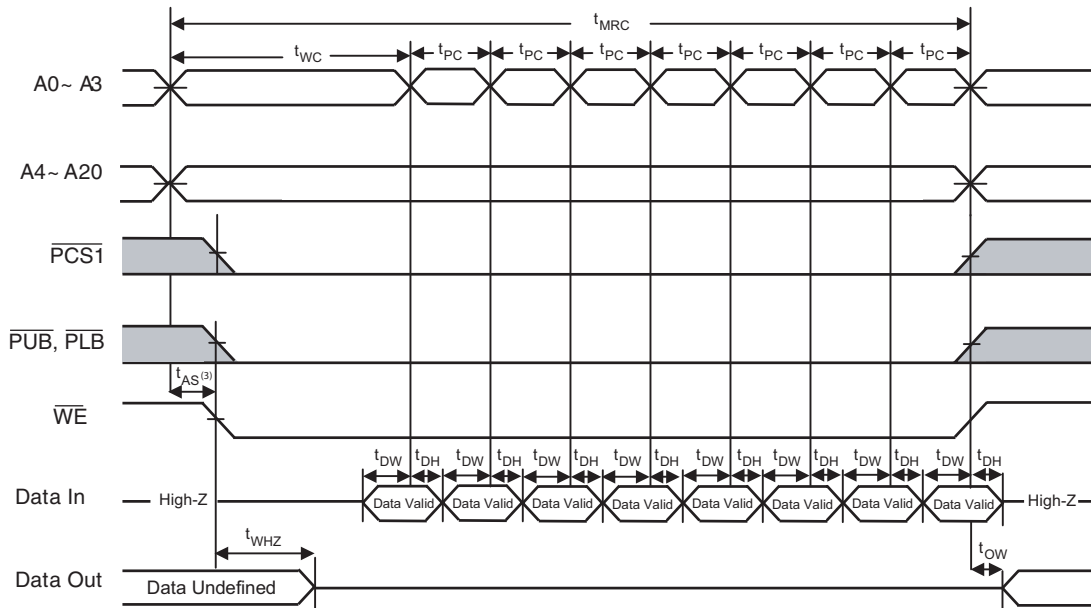 tMRC
tWC tPC tPC tPC tPC tPC tPC tPC
A0~ A3
A4~ A20
PCS1
PUB, PLB
tAS(3)
WE
tDW tDH tDW tDH tDW tDH tDW tDH tDW tDH tDW tDH tDW tDH tDW tDH
Data In High-Z Data Valid Data Valid Data Valid Data Valid Data Valid Data Valid Data Valid Data Valid High-Z
tWHZ tOW
Data Out Data Undefined